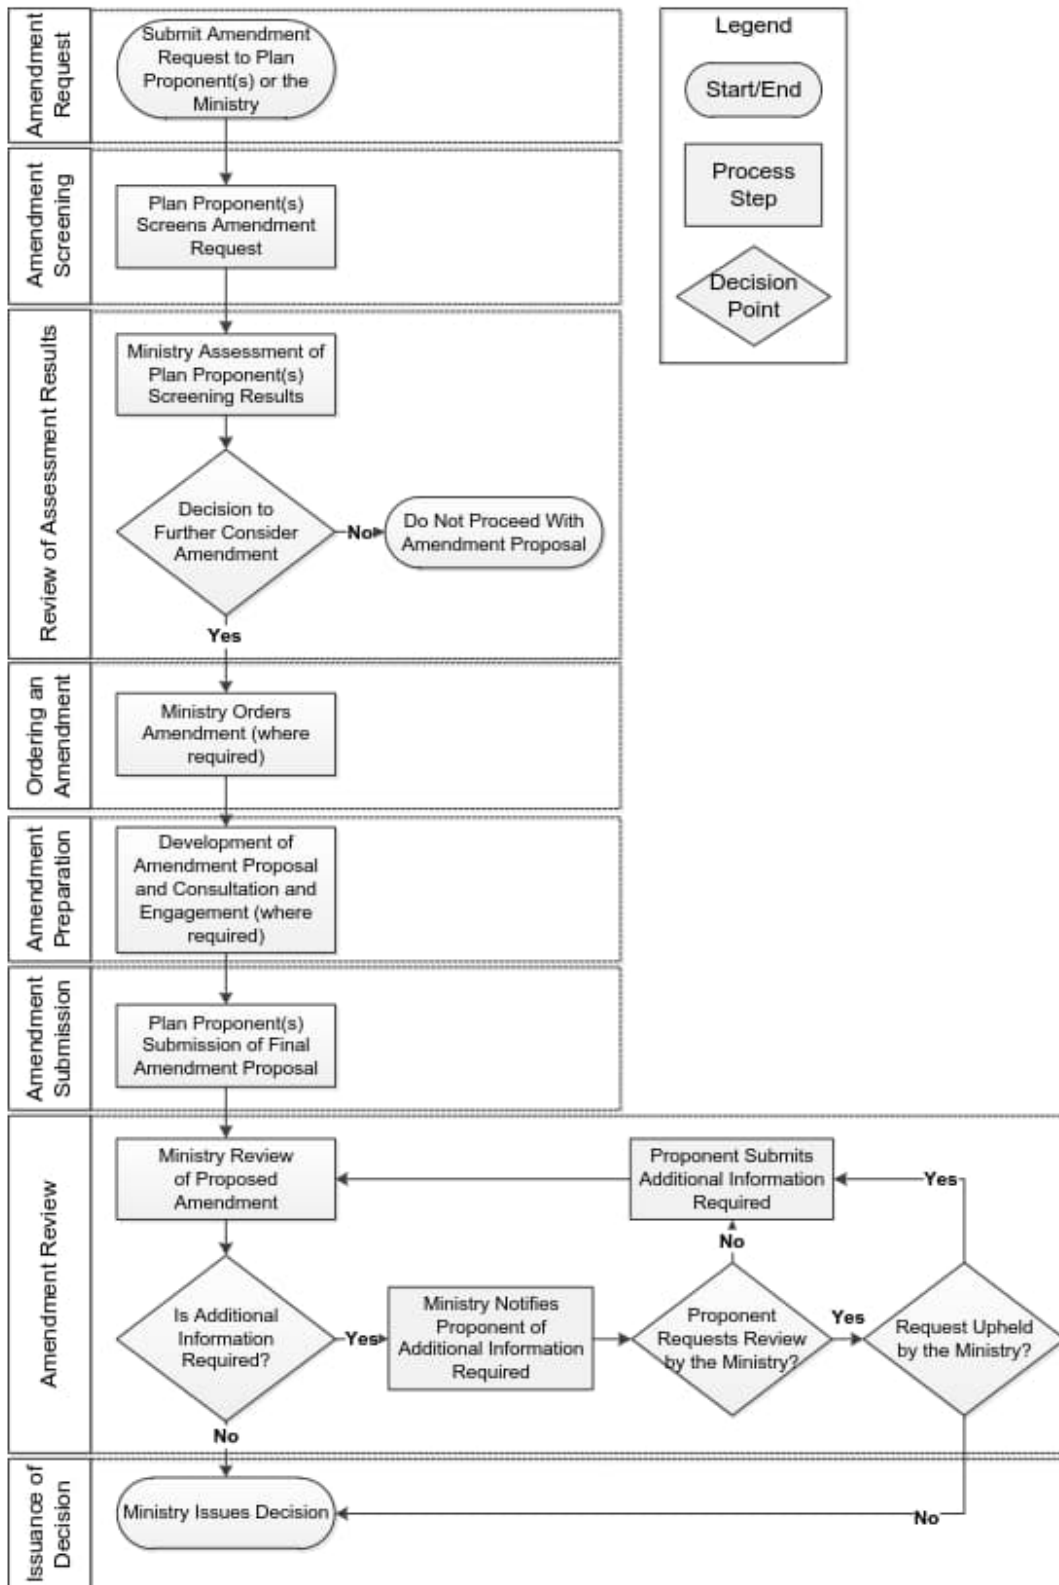 Amendment
Request
Submit Amendment
Request to Plan
Proponent(s) or the
Ministry
Legend
Start/End
Process
Step
Decision
Point
Amendment
Screening
Plan Proponent(s)
Screens Amendment
Request
Review of Assessment Results
Ministry Assessment of
Plan Proponent(s)
Screening Results
Decision to
Further Consider
Amendment
No
Do Not Proceed With
Amendment Proposal
Yes
Ordering an
Amendment
Ministry Orders
Amendment (where
required)
Amendment
Preparation
Development of
Amendment Proposal
and Consultation and
Engagement (where
required)
Amendment
Submission
Plan Proponent(s)
Submission of Final
Amendment Proposal
Amendment Review
Ministry Review
of Proposed
Amendment
Proponent Submits
Additional Information
Required
Yes
No
Is Additional
Information
Required?
Yes
Ministry Notifies
Proponent of
Additional Information
Required
Proponent
Requests Review
by the Ministry?
Yes
Request Upheld
by the Ministry?
No
Issuance of
Decision
Ministry Issues Decision
No